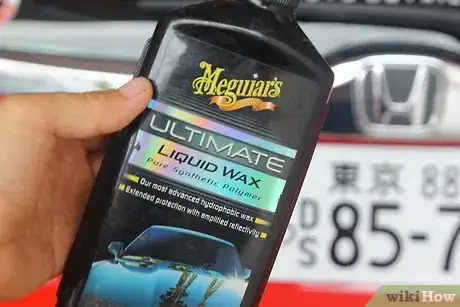 Meguiar's
ULTIMATE
LIQUID WAX
Pure Synthetic Polymer
Our most advanced hydrophobic wax
Extended protection with amplified reflectivity
東京 88
85-7
wikiHow